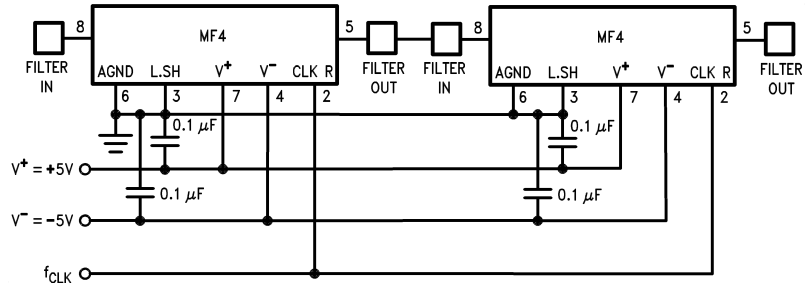 8
MF4
5
8
MF4
5
FILTER IN
AGND L.SH V+ V− CLK R
FILTER OUT
FILTER IN
AGND L.SH V+ V− CLK R
FILTER OUT
6 3 7 4 2
6 3 7 4 2
0.1 μF
0.1 μF
V+ = +5V
0.1 μF
0.1 μF
V− = −5V
fCLK